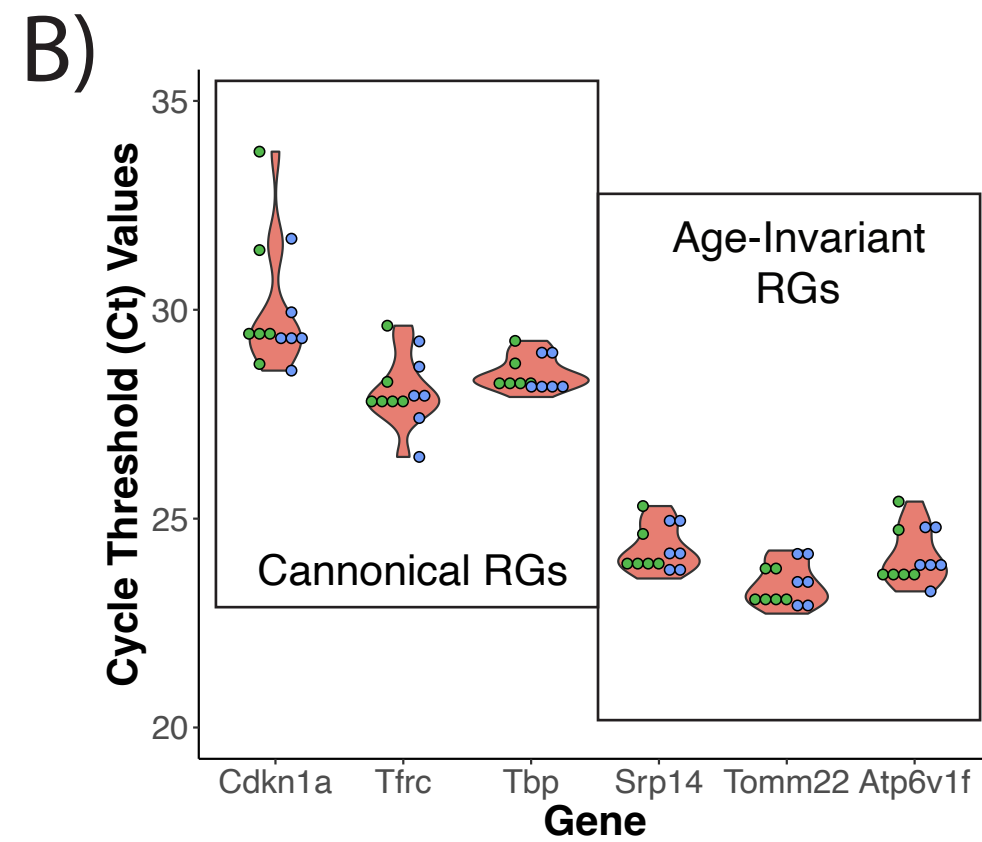 B)
Cycle Threshold (Ct) Values
35
30
25
20
Cannonical RGs
Age-Invariant
RGs
Cdkn1a Tfrc Tbp Srp14 Tomm22 Atp6v1f
Gene